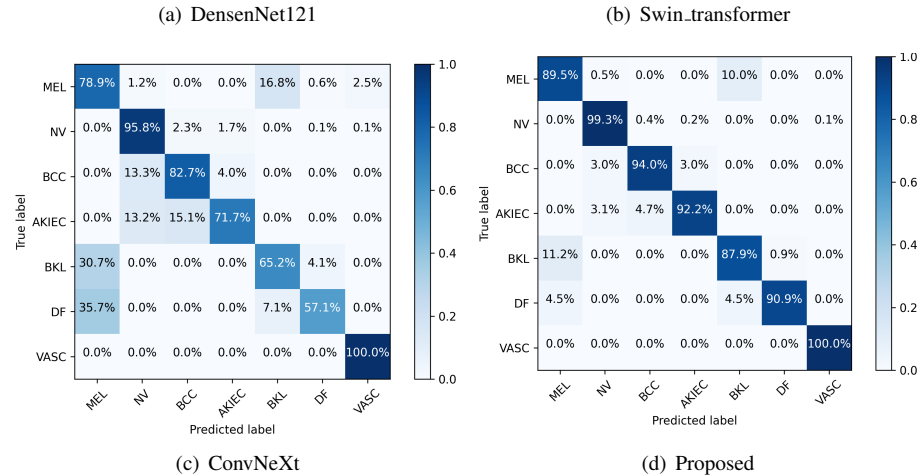 (a) DensenNet121
(b) Swin_transformer
MEL 78.9% 1.2% 0.0% 0.0% 16.8% 0.6% 2.5%
NV 0.0% 95.8% 2.3% 1.7% 0.0% 0.1% 0.1%
BCC 0.0% 13.3% 82.7% 4.0% 0.0% 0.0% 0.0%
AKIEC 0.0% 13.2% 15.1% 71.7% 0.0% 0.0% 0.0%
BKL 30.7% 0.0% 0.0% 0.0% 65.2% 4.1% 0.0%
DF 35.7% 0.0% 0.0% 0.0% 7.1% 57.1% 0.0%
VASC 0.0% 0.0% 0.0% 0.0% 0.0% 0.0% 100.0%
True label
MEL NV BCC AKIEC BKL DF VASC
Predicted label
1.0
0.8
0.6
0.4
0.2
0.0
(c) ConvNeXt
MEL 89.5% 0.5% 0.0% 0.0% 10.0% 0.0% 0.0%
NV 0.0% 99.3% 0.4% 0.2% 0.0% 0.0% 0.1%
BCC 0.0% 3.0% 94.0% 3.0% 0.0% 0.0% 0.0%
AKIEC 0.0% 3.1% 4.7% 92.2% 0.0% 0.0% 0.0%
BKL 11.2% 0.0% 0.0% 0.0% 87.9% 0.9% 0.0%
DF 4.5% 0.0% 0.0% 0.0% 4.5% 90.9% 0.0%
VASC 0.0% 0.0% 0.0% 0.0% 0.0% 0.0% 100.0%
True label
MEL NV BCC AKIEC BKL DF VASC
Predicted label
1.0
0.8
0.6
0.4
0.2
0.0
(d) Proposed